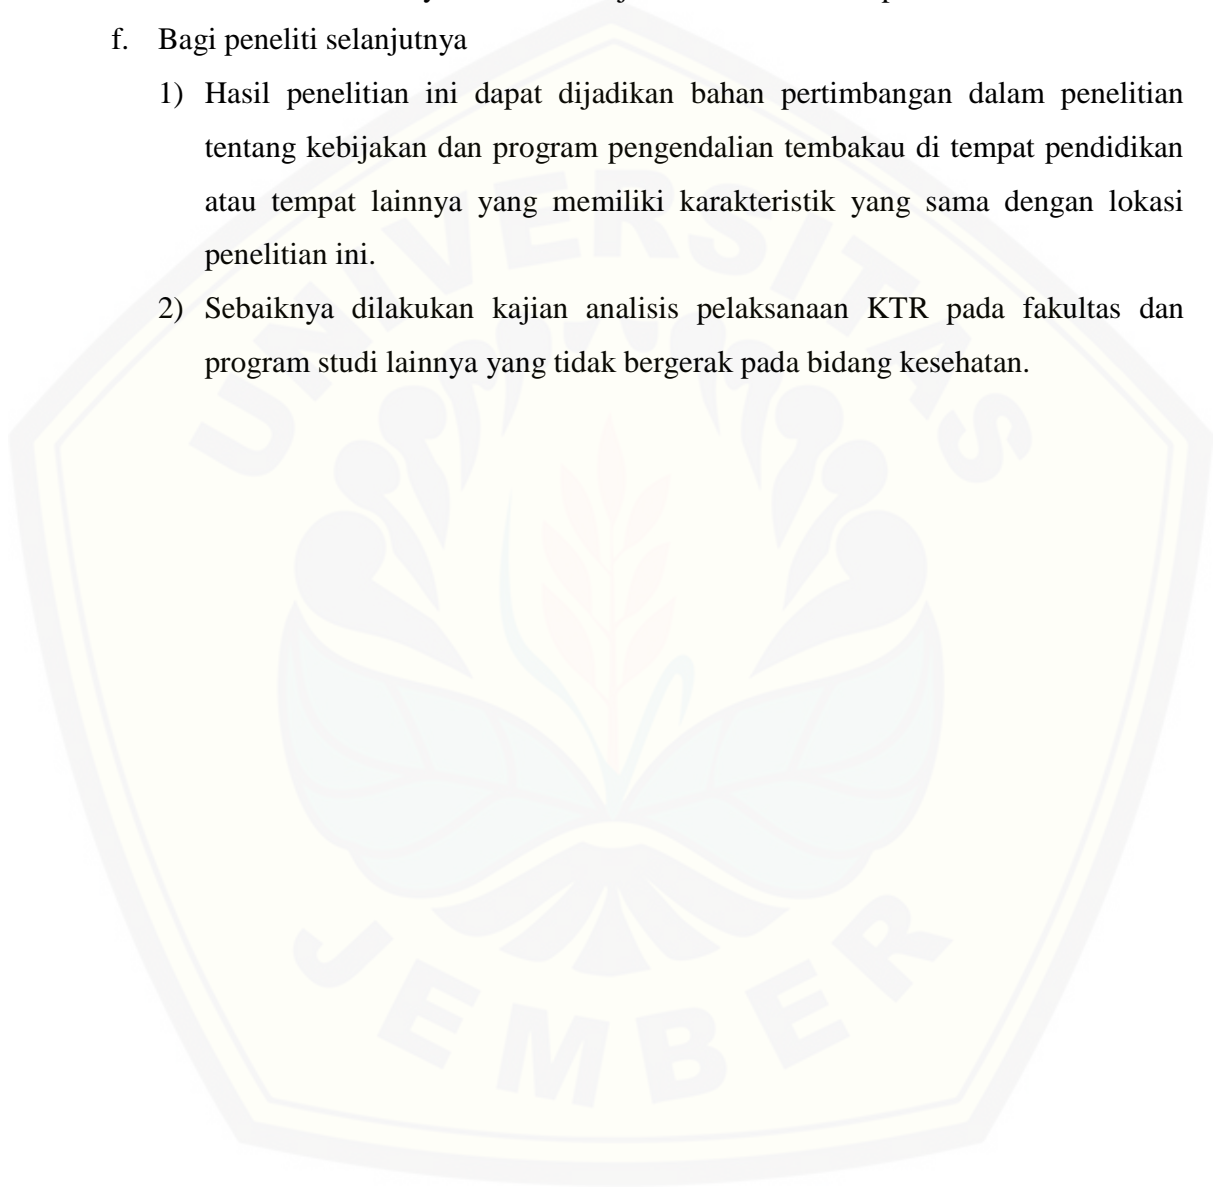 f. Bagi peneliti selanjutnya
1) Hasil penelitian ini dapat dijadikan bahan pertimbangan dalam penelitian
tentang kebijakan dan program pengendalian tembakau di tempat pendidikan
atau tempat lainnya yang memiliki karakteristik yang sama dengan lokasi
penelitian ini.
2) Sebaiknya dilakukan kajian analisis pelaksanaan KTR pada fakultas dan
program studi lainnya yang tidak bergerak pada bidang kesehatan.
UNIVERSITAS
JEMBER